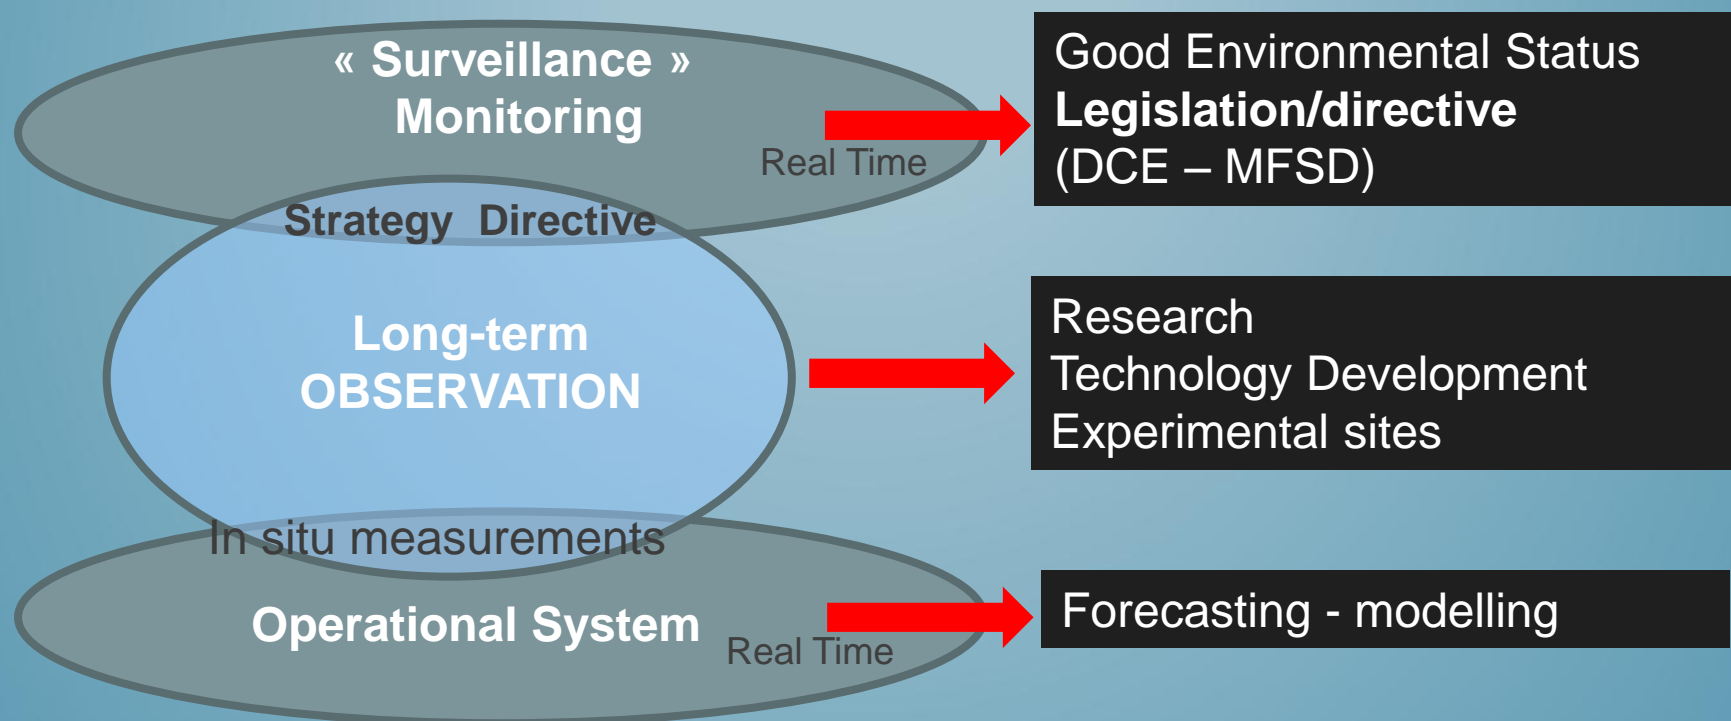 « Surveillance »
Monitoring
Real Time
Good Environmental Status
Legislation/directive
(DCE – MFSD)
Strategy Directive
Long-term
OBSERVATION
Research
Technology Development
Experimental sites
In situ measurements
Operational System
Real Time
Forecasting - modelling